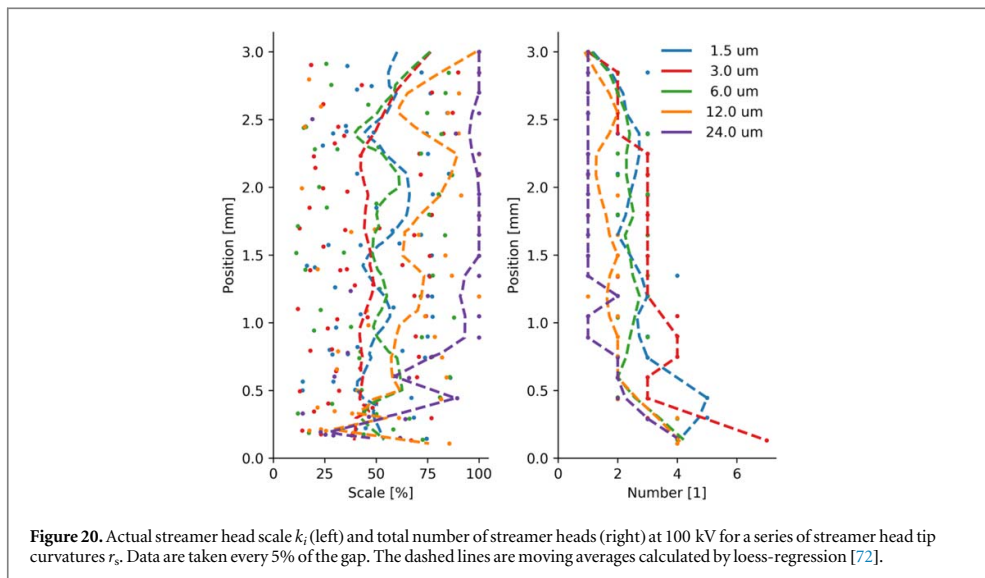 3.0
2.5
2.0
1.5
1.0
0.5
0.0
Position [mm]
0
25
50
75
100
Scale [%]
3.0
2.5
2.0
1.5
1.0
0.5
0.0
Position [mm]
0
2
4
6
Number [1]
1.5 um
3.0 um
6.0 um
12.0 um
24.0 um
Figure 20. Actual streamer head scale kᵢ (left) and total number of streamer heads (right) at 100 kV for a series of streamer head tip
curvatures rₛ. Data are taken every 5% of the gap. The dashed lines are moving averages calculated by loess-regression [72].